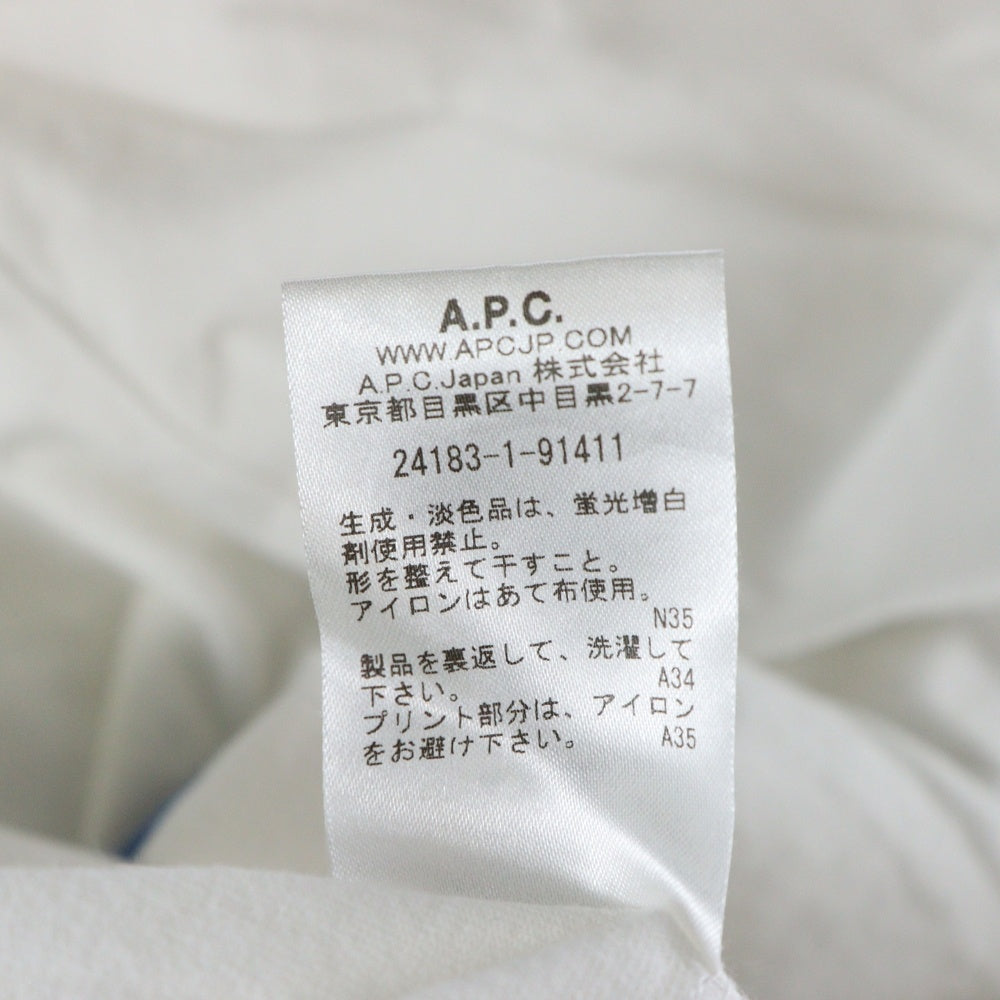 A.P.C.
WWW.APCJP.COM
A.P.C.Japan 株式会社
東京都目黒区中目黒2-7-7
24183-1-91411
生成・淡色品は、蛍光増白
剤使用禁止。
形を整えて干すこと。
アイロンはあて布使用。
N35
製品を裏返して、洗濯して
下さい。 A34
プリント部分は、アイロン
をお避け下さい。 A35